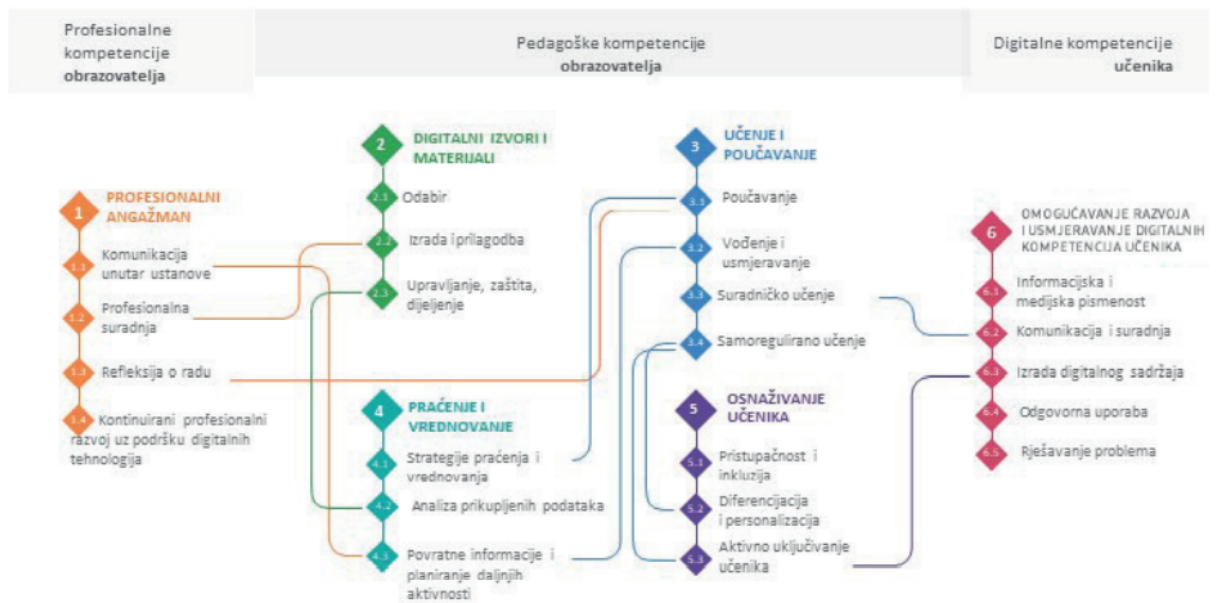 Profesionalne
kompetencije
obrazovatelja
Pedagoške kompetencije
obrazovatelja
Digitalne kompetencije
učenika
1
PROFESIONALNI
ANGAŽMAN
1.1
Komunikacija
unutar ustanove
1.2
Profesionalna
suradnja
1.3
Refleksija o radu
1.4
Kontinuirani profesionalni
razvoj uz podršku digitalnih
tehnologija
2
DIGITALNI IZVORI I
MATERIJALI
2.1
Odabir
2.2
Izrada i prilagodba
2.3
Upravljanje, zaštita,
dijeljenje
4
PRAĆENJE I
VREDNOVANJE
4.1
Strategije praćenja i
vrednovanja
4.2
Analiza prikupljenih podataka
4.3
Povratne informacije i
planiranje daljnjih
aktivnosti
3
UČENJE I
POUČAVANJE
3.1
Poučavanje
3.2
Vođenje i
usmjeravanje
3.3
Suradničko učenje
3.4
Samoregulirano učenje
5
OSNAŽIVANJE
UČENIKA
5.1
Pristupačnost i
inkluzija
5.2
Diferencijacija
i personalizacija
5.3
Aktivno uključivanje
učenika
6
OMOGUĆAVANJE RAZVOJA
I USMJERAVANJE DIGITALNIH
KOMPETENCIJA UČENIKA
6.1
Informacijska i
medijska pismenost
6.2
Komunikacija i suradnja
6.3
Izrada digitalnog sadržaja
6.4
Odgovorna uporaba
6.5
Rješavanje problema